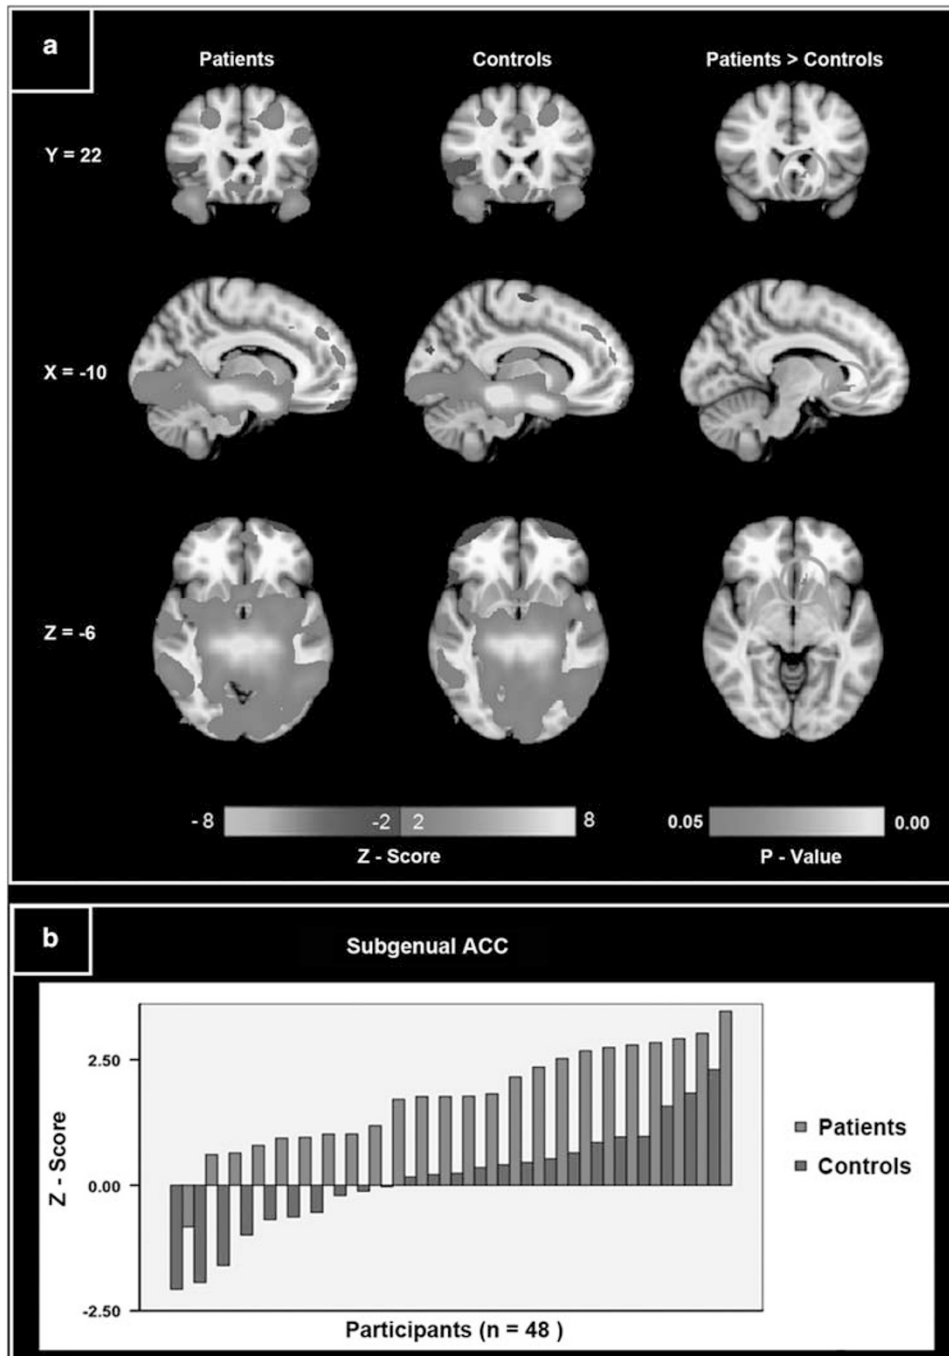 a
Patients Controls Patients > Controls
Y = 22
X = -10
Z = -6
- 8 -2 2 8 0.05 0.00
Z - Score P - Value
b
Subgenual ACC
2.50
0.00
-2.50
Z - Score
Patients
Controls
Participants (n = 48 )